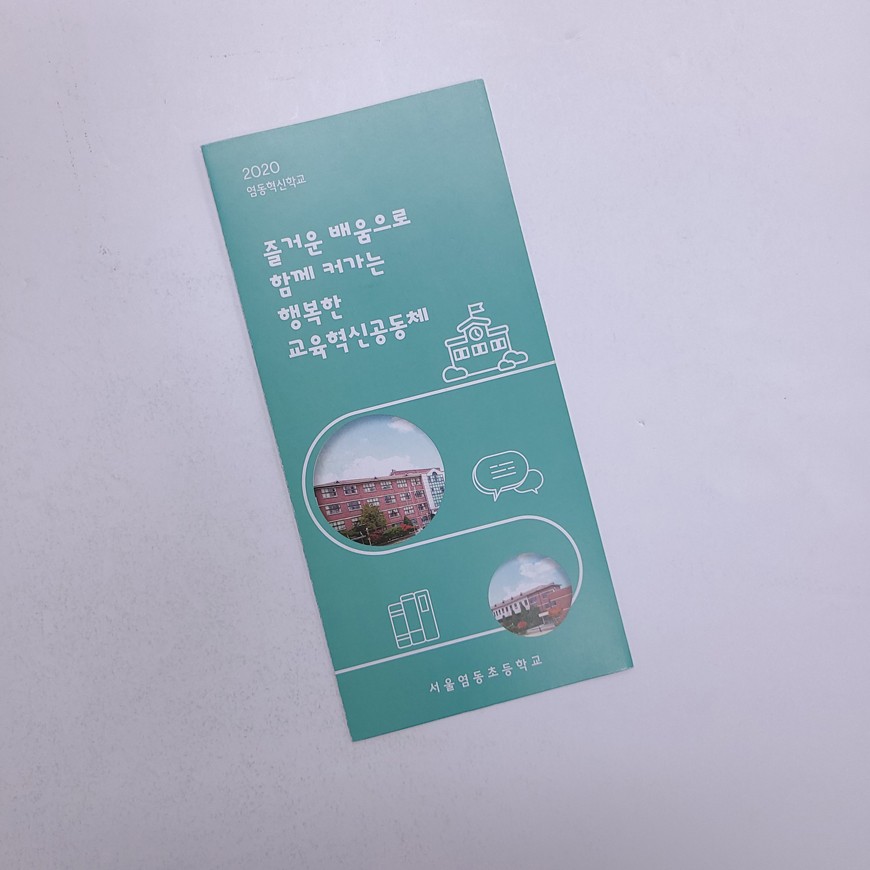 2020
염동혁신학교
즐거운 배움으로
함께 커가는
행복한
교육혁신공동체
서울염동초등학교